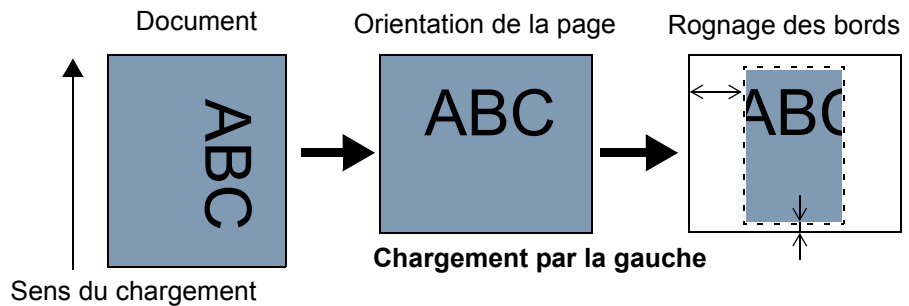 Document
Orientation de la page
Rognage des bords
ABC
ABC
ABC
Chargement par la gauche
Sens du chargement